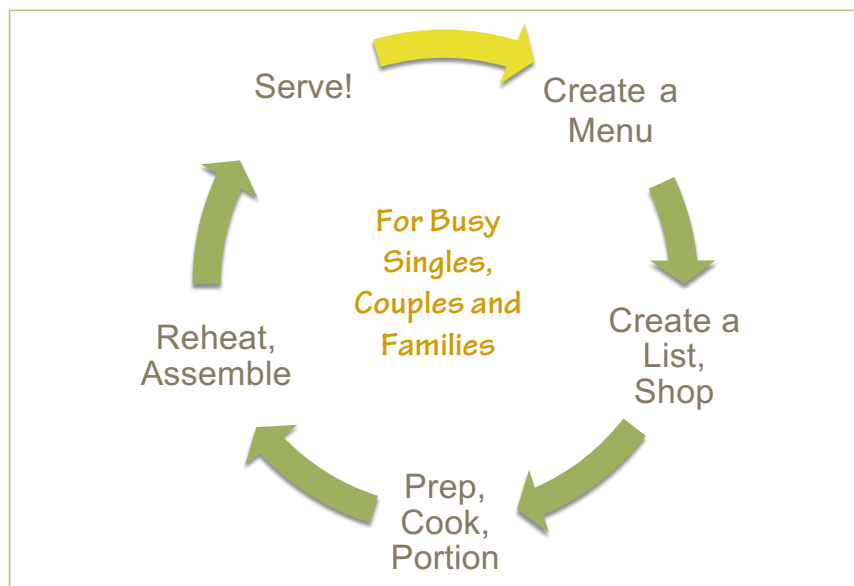 Serve!
Create a
Menu
For Busy
Singles,
Couples and
Families
Create a
List,
Shop
Reheat,
Assemble
Prep,
Cook,
Portion